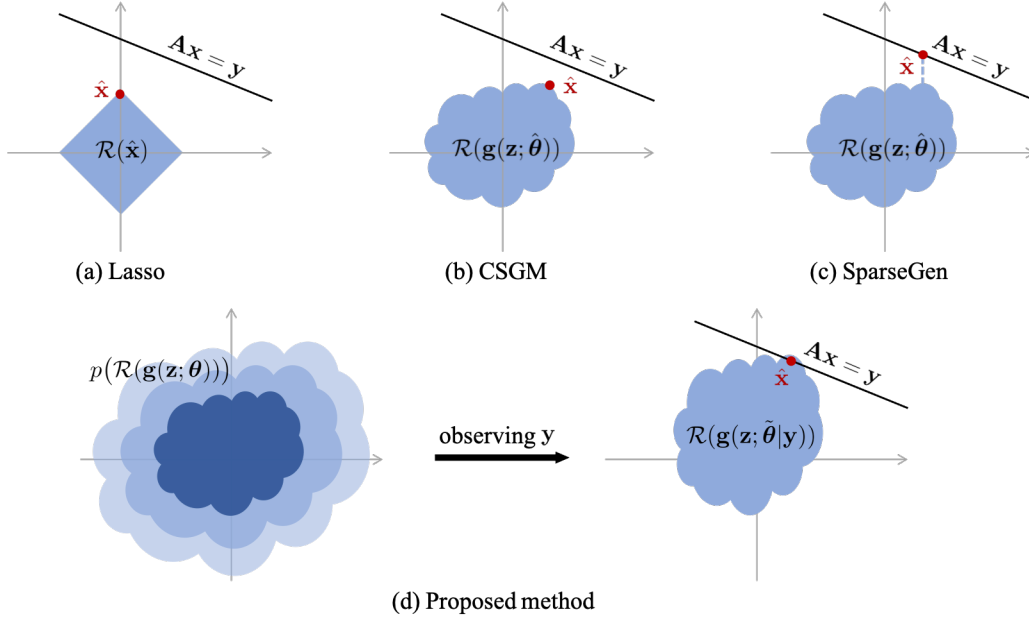 Ax = y
x̂
R(x̂)
(a) Lasso
Ax = y
x̂
R(g(z; θ̂))
(b) CSGM
Ax = y
x̂
R(g(z; θ̂))
(c) SparseGen
p(R(g(z; θ)))
observing y
Ax = y
x̂
R(g(z; θ̃|y))
(d) Proposed method